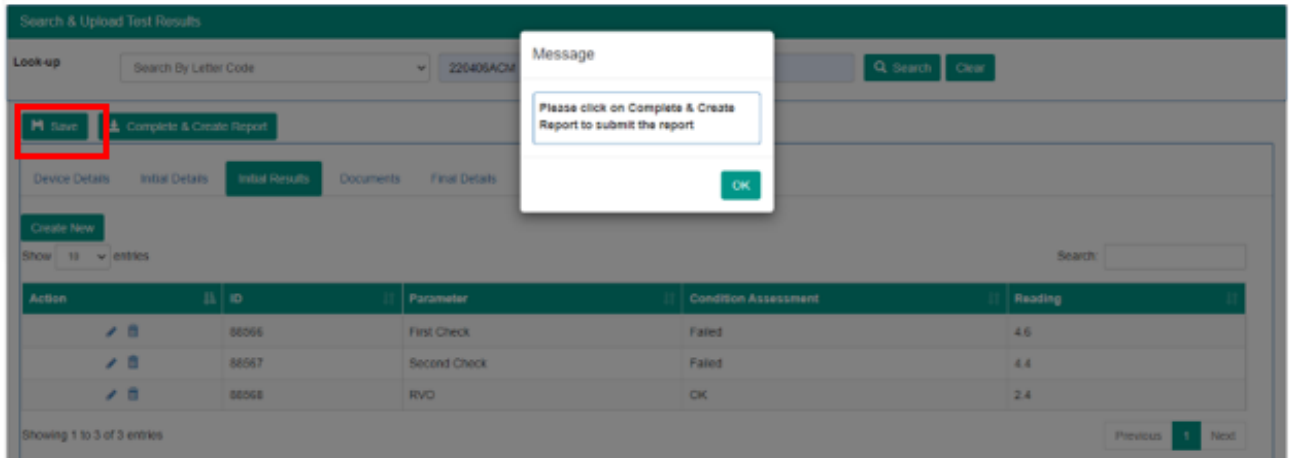 Search & Upload Test Results
Message
Look-up
Search By Letter Code
220406ACM
Search
Clear
Please click on Complete & Create
Report to submit the report
Save
Complete & Create Report
OK
Device Details
Initial Details
Initial Results
Documents
Final Details
Create New
Show 10 entries
Search:
Action ID Parameter Condition Assessment Reading
88566 First Check Failed 4.6
88567 Second Check Failed 4.4
88568 RVO OK 2.4
Showing 1 to 3 of 3 entries
Previous 1 Next